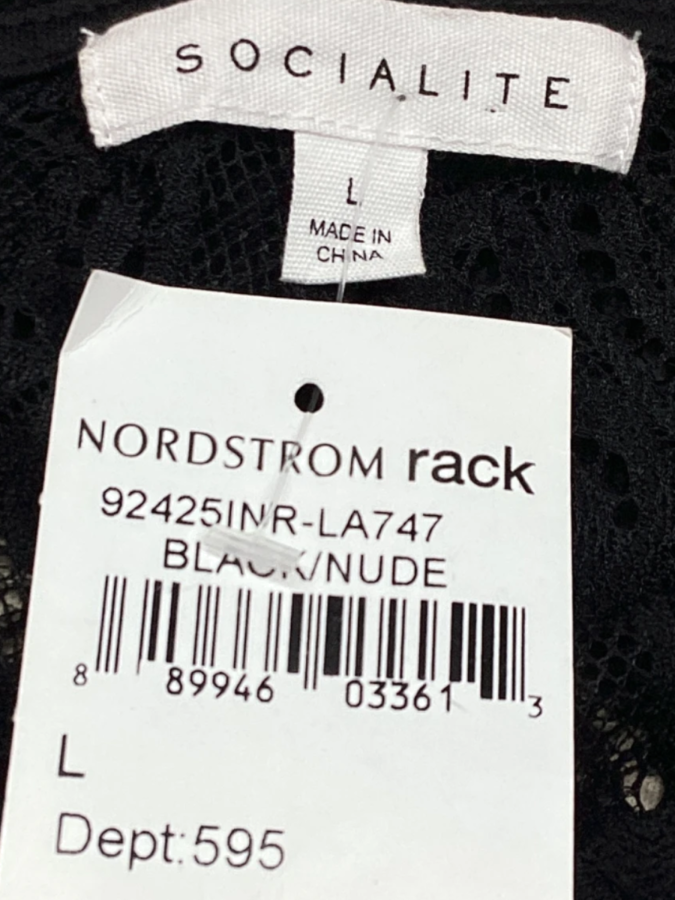 SOCIALITE
L
MADE IN
CHINA
NORDSTROM rack
92425INR-LA747
BLACK/NUDE
8 89946 03361 3
L
Dept:595